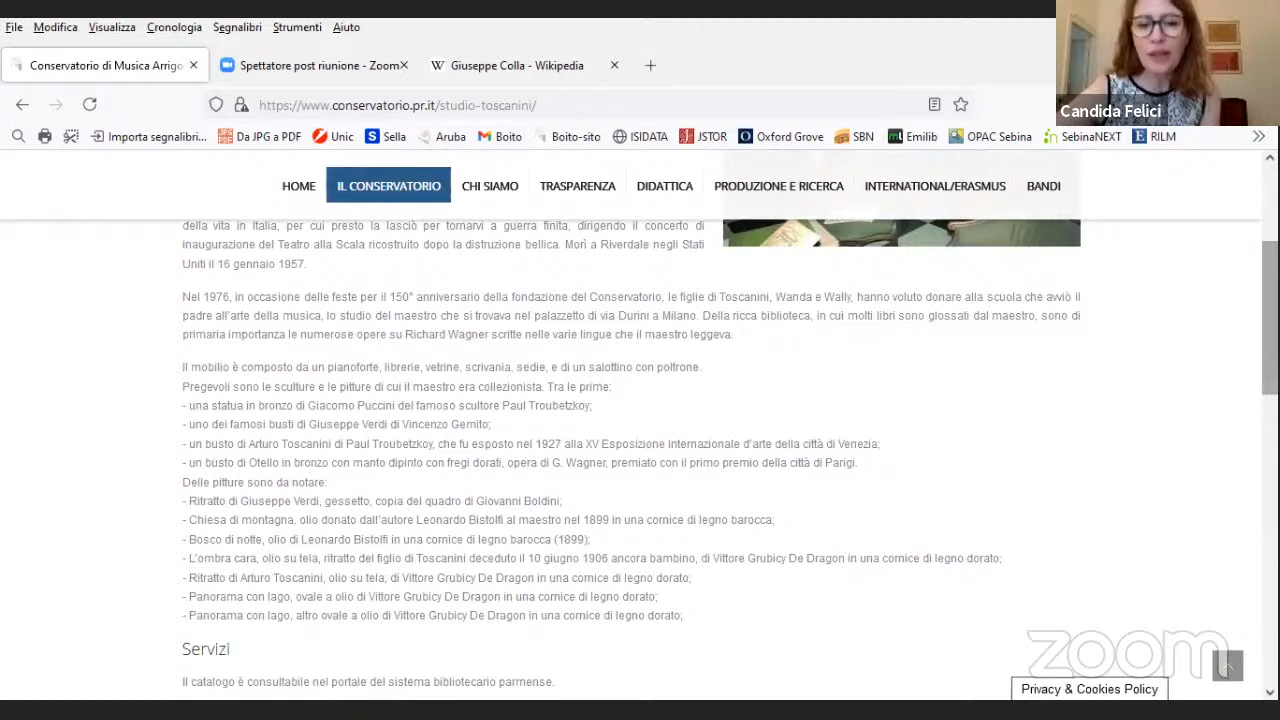 File Modifica Visualizza Cronologia Segnalibri Strumenti Aiuto
Conservatorio di Musica Arrigo
Spettatore post riunione - Zoom
Giuseppe Colla - Wikipedia
https://www.conservatorio.pr.it/studio-toscanini/
Candida Felici
Importa segnalibri... Da JPG a PDF Unic Sella Aruba Boito Boito-sito ISIDATA JSTOR Oxford Grove SBN Emilib OPAC Sebina SebinaNEXT RILM
HOME IL CONSERVATORIO CHI SIAMO TRASPARENZA DIDATTICA PRODUZIONE E RICERCA INTERNATIONAL/ERASMUS BANDI
della vita in Italia, per cui presto la lasciò per tornarvi a guerra finita, dirigendo il concerto di
inaugurazione del Teatro alla Scala ricostruito dopo la distruzione bellica. Morì a Riverdale negli Stati
Uniti il 16 gennaio 1957.
Nel 1976, in occasione delle feste per il 150° anniversario della fondazione del Conservatorio, le figlie di Toscanini, Wanda e Wally, hanno voluto donare alla scuola che avviò il
padre all'arte della musica, lo studio del maestro che si trovava nel palazzetto di via Durini a Milano. Della ricca biblioteca, in cui molti libri sono glossati dal maestro, sono di
primaria importanza le numerose opere su Richard Wagner scritte nelle varie lingue che il maestro leggeva.
Il mobilio è composto da un pianoforte, librerie, vetrine, scrivania, sedie, e di un salottino con poltrone.
Pregevoli sono le sculture e le pitture di cui il maestro era collezionista. Tra le prime:
- una statua in bronzo di Giacomo Puccini del famoso scultore Paul Troubetzkoy;
- uno dei famosi busti di Giuseppe Verdi di Vincenzo Gemito;
- un busto di Arturo Toscanini di Paul Troubetzkoy, che fu esposto nel 1927 alla XV Esposizione Internazionale d'arte della città di Venezia;
- un busto di Otello in bronzo con manto dipinto con fregi dorati, opera di G. Wagner, premiato con il primo premio della città di Parigi.
Delle pitture sono da notare:
- Ritratto di Giuseppe Verdi, gessetto, copia del quadro di Giovanni Boldini;
- Chiesa di montagna, olio donato dall'autore Leonardo Bistolfi al maestro nel 1899 in una cornice di legno barocca;
- Bosco di notte, olio di Leonardo Bistolfi in una cornice di legno barocca (1899);
- L'ombra cara, olio su tela, ritratto del figlio di Toscanini deceduto il 10 giugno 1906 ancora bambino, di Vittore Grubicy De Dragon in una cornice di legno dorato;
- Ritratto di Arturo Toscanini, olio su tela, di Vittore Grubicy De Dragon in una cornice di legno dorato;
- Panorama con lago, ovale a olio di Vittore Grubicy De Dragon in una cornice di legno dorato;
- Panorama con lago, altro ovale a olio di Vittore Grubicy De Dragon in una cornice di legno dorato;
Servizi
Il catalogo è consultabile nel portale del sistema bibliotecario parmense.
zoom
Privacy & Cookies Policy